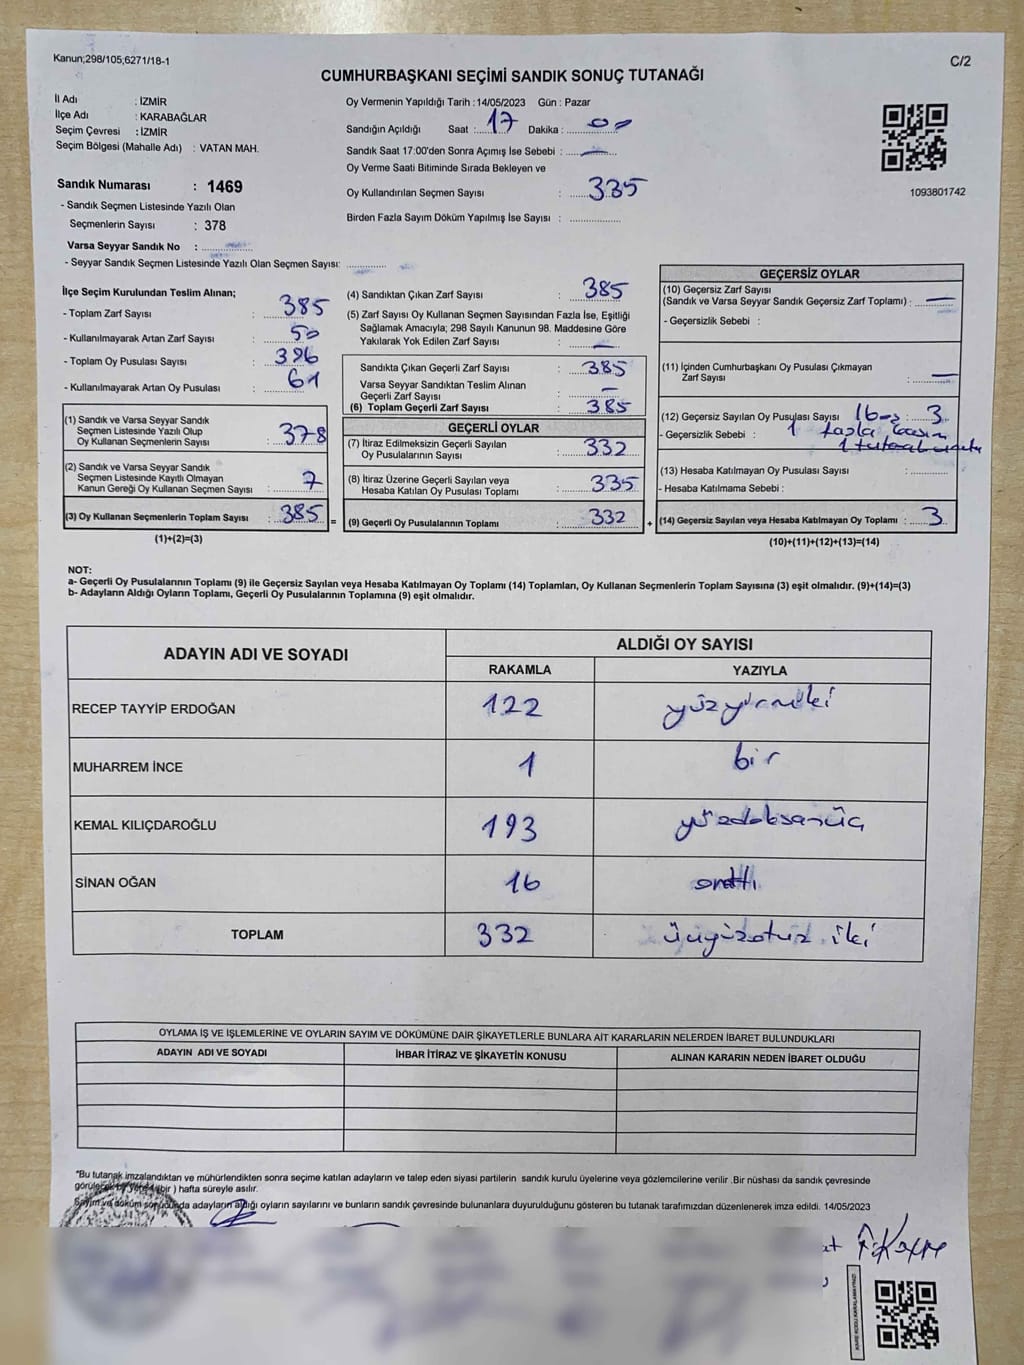 Kanun;298/105,6271/18-1
C/2
CUMHURBAŞKANI SEÇİMİ SANDIK SONUÇ TUTANAĞI
İl Adı : İZMİR
İlçe Adı : KARABAĞLAR
Seçim Çevresi : İZMİR
Seçim Bölgesi (Mahalle Adı) : VATAN MAH.
Sandık Numarası : 1469
- Sandık Seçmen Listesinde Yazılı Olan
Seçmenlerin Sayısı : 378
Varsa Seyyar Sandık No :
- Seyyar Sandık Seçmen Listesinde Yazılı Olan Seçmen Sayısı:
Oy Vermenin Yapıldığı Tarih : 14/05/2023 Gün : Pazar
Sandığın Açıldığı Saat : 17 Dakika : 00
Sandık Saat 17:00'den Sonra Açımış İse Sebebi : —
Oy Verme Saati Bitiminde Sırada Bekleyen ve
Oy Kullandırılan Seçmen Sayısı : 335
Birden Fazla Sayım Döküm Yapılmış İse Sayısı :
1093801742
İlçe Seçim Kurulundan Teslim Alınan;
- Toplam Zarf Sayısı : 385
- Kullanılmayarak Artan Zarf Sayısı : 50
- Toplam Oy Pusulası Sayısı : 396
- Kullanılmayarak Artan Oy Pusulası : 61
(1) Sandık ve Varsa Seyyar Sandık
Seçmen Listesinde Yazılı Olup
Oy Kullanan Seçmenlerin Sayısı : 378
(2) Sandık ve Varsa Seyyar Sandık
Seçmen Listesinde Kayıtlı Olmayan
Kanun Gereği Oy Kullanan Seçmen Sayısı : 7
(3) Oy Kullanan Seçmenlerin Toplam Sayısı : 385 =
(1)+(2)=(3)
(4) Sandıktan Çıkan Zarf Sayısı : 385
(5) Zarf Sayısı Oy Kullanan Seçmen Sayısından Fazla İse, Eşitliği
Sağlamak Amacıyla; 298 Sayılı Kanunun 98. Maddesine Göre
Yakılarak Yok Edilen Zarf Sayısı : —
Sandıkta Çıkan Geçerli Zarf Sayısı : 385
Varsa Seyyar Sandıktan Teslim Alınan
Geçerli Zarf Sayısı : —
(6) Toplam Geçerli Zarf Sayısı : 385
GEÇERLİ OYLAR
(7) İtiraz Edilmeksizin Geçerli Sayılan
Oy Pusulalarının Sayısı : 332
(8) İtiraz Üzerine Geçerli Sayılan veya
Hesaba Katılan Oy Pusulası Toplamı : 335
(9) Geçerli Oy Pusulalarının Toplamı : 332 +
GEÇERSİZ OYLAR
(10) Geçersiz Zarf Sayısı
(Sandık ve Varsa Seyyar Sandık Geçersiz Zarf Toplamı) : —
- Geçersizlik Sebebi :
(11) İçinden Cumhurbaşkanı Oy Pusulası Çıkmayan
Zarf Sayısı : —
(12) Geçersiz Sayılan Oy Pusulası Sayısı : 3
- Geçersizlik Sebebi : 1 fazla
(13) Hesaba Katılmayan Oy Pusulası Sayısı :
- Hesaba Katılmama Sebebi :
(14) Geçersiz Sayılan veya Hesaba Katılmayan Oy Toplamı : 3
(10)+(11)+(12)+(13)=(14)
NOT:
a- Geçerli Oy Pusulalarının Toplamı (9) ile Geçersiz Sayılan veya Hesaba Katılmayan Oy Toplamı (14) Toplamları, Oy Kullanan Seçmenlerin Toplam Sayısına (3) eşit olmalıdır. (9)+(14)=(3)
b- Adayların Aldığı Oyların Toplamı, Geçerli Oy Pusulalarının Toplamına (9) eşit olmalıdır.
ADAYIN ADI VE SOYADI
ALDIĞI OY SAYISI
RAKAMLA YAZIYLA
RECEP TAYYİP ERDOĞAN 122 yüzyirmiiki
MUHARREM İNCE 1 bir
KEMAL KILIÇDAROĞLU 193 yüzdoksanüç
SİNAN OĞAN 16 onaltı
TOPLAM 332 üçyüzotuz iki
OYLAMA İŞ VE İŞLEMLERİNE VE OYLARIN SAYIM VE DÖKÜMÜNE DAİR ŞİKAYETLERLE BUNLARA AİT KARARLARIN NELERDEN İBARET BULUNDUKLARI
ADAYIN ADI VE SOYADI İHBAR İTİRAZ VE ŞİKAYETİN KONUSU ALINAN KARARIN NEDEN İBARET OLDUĞU
*Bu tutanak imzalandıktan ve mühürlendikten sonra seçime katılan adayların ve talep eden siyasi partilerin sandık kurulu üyelerine veya gözlemcilerine verilir .Bir nüshası da sandık çevresinde
(bir ) hafta süreyle asılır.
Sayım ve döküm sonucunda adayların aldığı oyların sayılarını ve bunların sandık çevresinde bulunanlara duyurulduğunu gösteren bu tutanak tarafımızdan düzenlenerek imza edildi. 14/05/2023